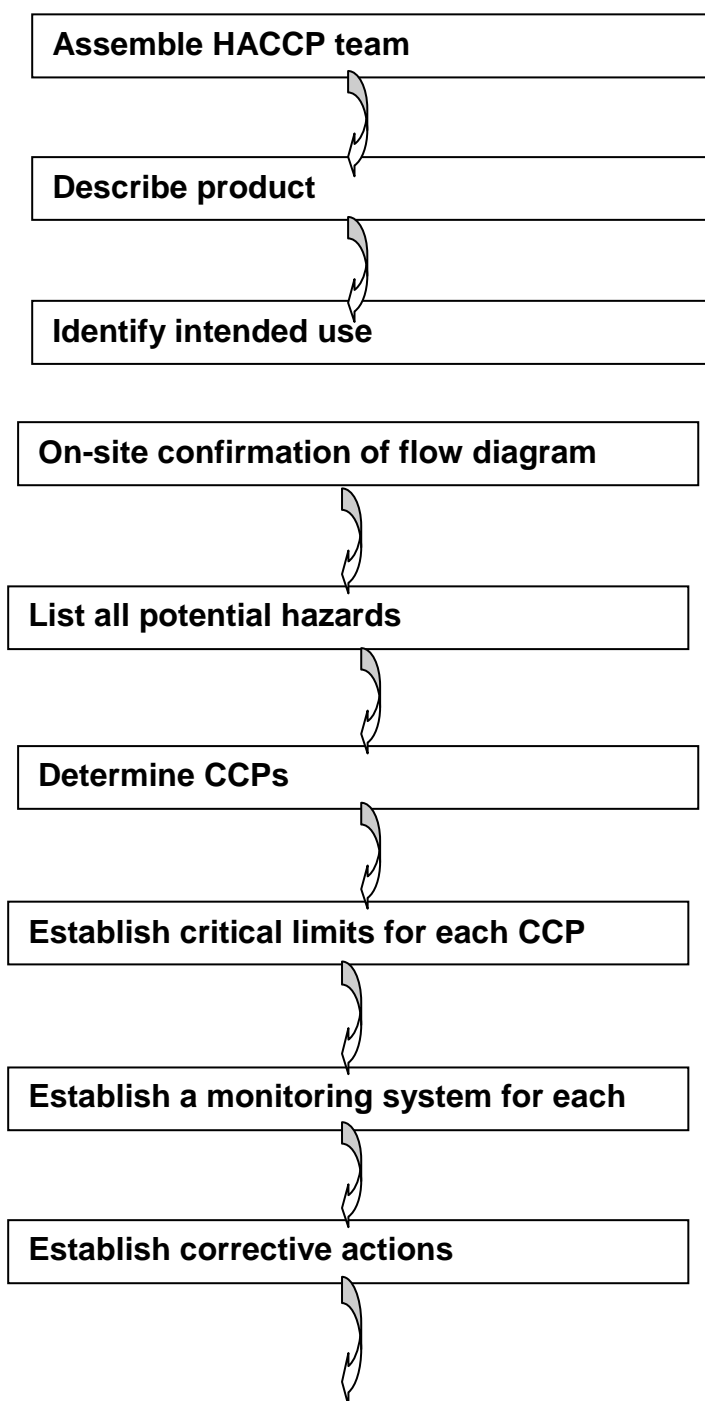 Assemble HACCP team
Describe product
Identify intended use
On-site confirmation of flow diagram
List all potential hazards
Determine CCPs
Establish critical limits for each CCP
Establish a monitoring system for each
Establish corrective actions